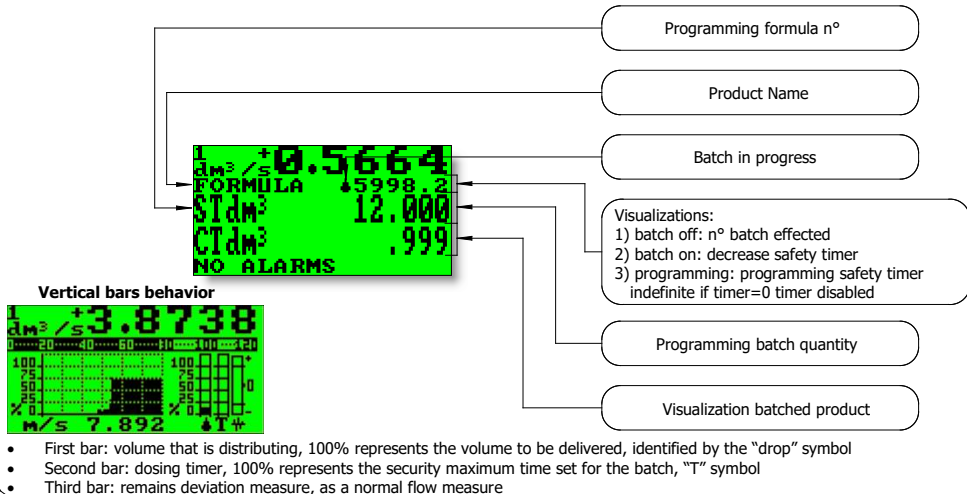 Programming formula n°
Product Name
Batch in progress
Visualizations:
1) batch off: n° batch effected
2) batch on: decrease safety timer
3) programming: programming safety timer
indefinite if timer=0 timer disabled
Programming batch quantity
Visualization batched product
1 +0.5664
dm³/s
FORMULA 5998.2
STdm³ 12.000
CTdm³ .999
NO ALARMS
Vertical bars behavior
1 +3.8738
dm³/s
100 100 +
75 75
50 50 0
25 25
% 0 % 0 -
m/s 7.892 T
• First bar: volume that is distributing, 100% represents the volume to be delivered, identified by the “drop” symbol
• Second bar: dosing timer, 100% represents the security maximum time set for the batch, “T” symbol
• Third bar: remains deviation measure, as a normal flow measure